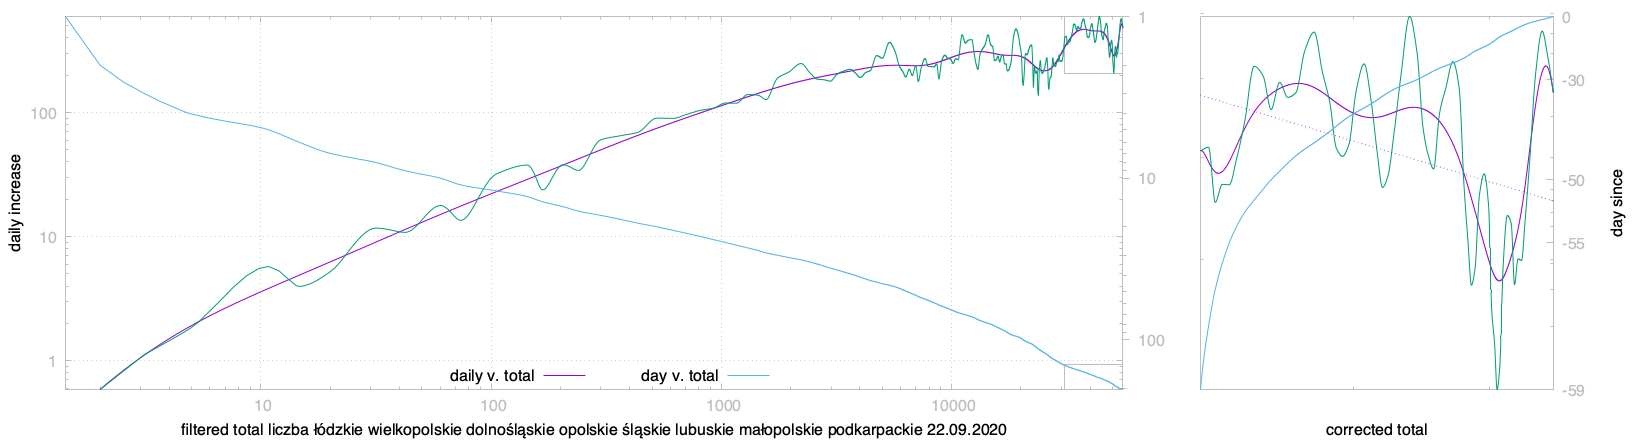 1
0
100
-30
daily increase
10
-50
day since
10
-55
100
1
daily v. total
day v. total
-59
10
100
1000
10000
filtered total liczba łódzkie wielkopolskie dolnośląskie opolskie śląskie lubuskie małopolskie podkarpackie 22.09.2020
corrected total